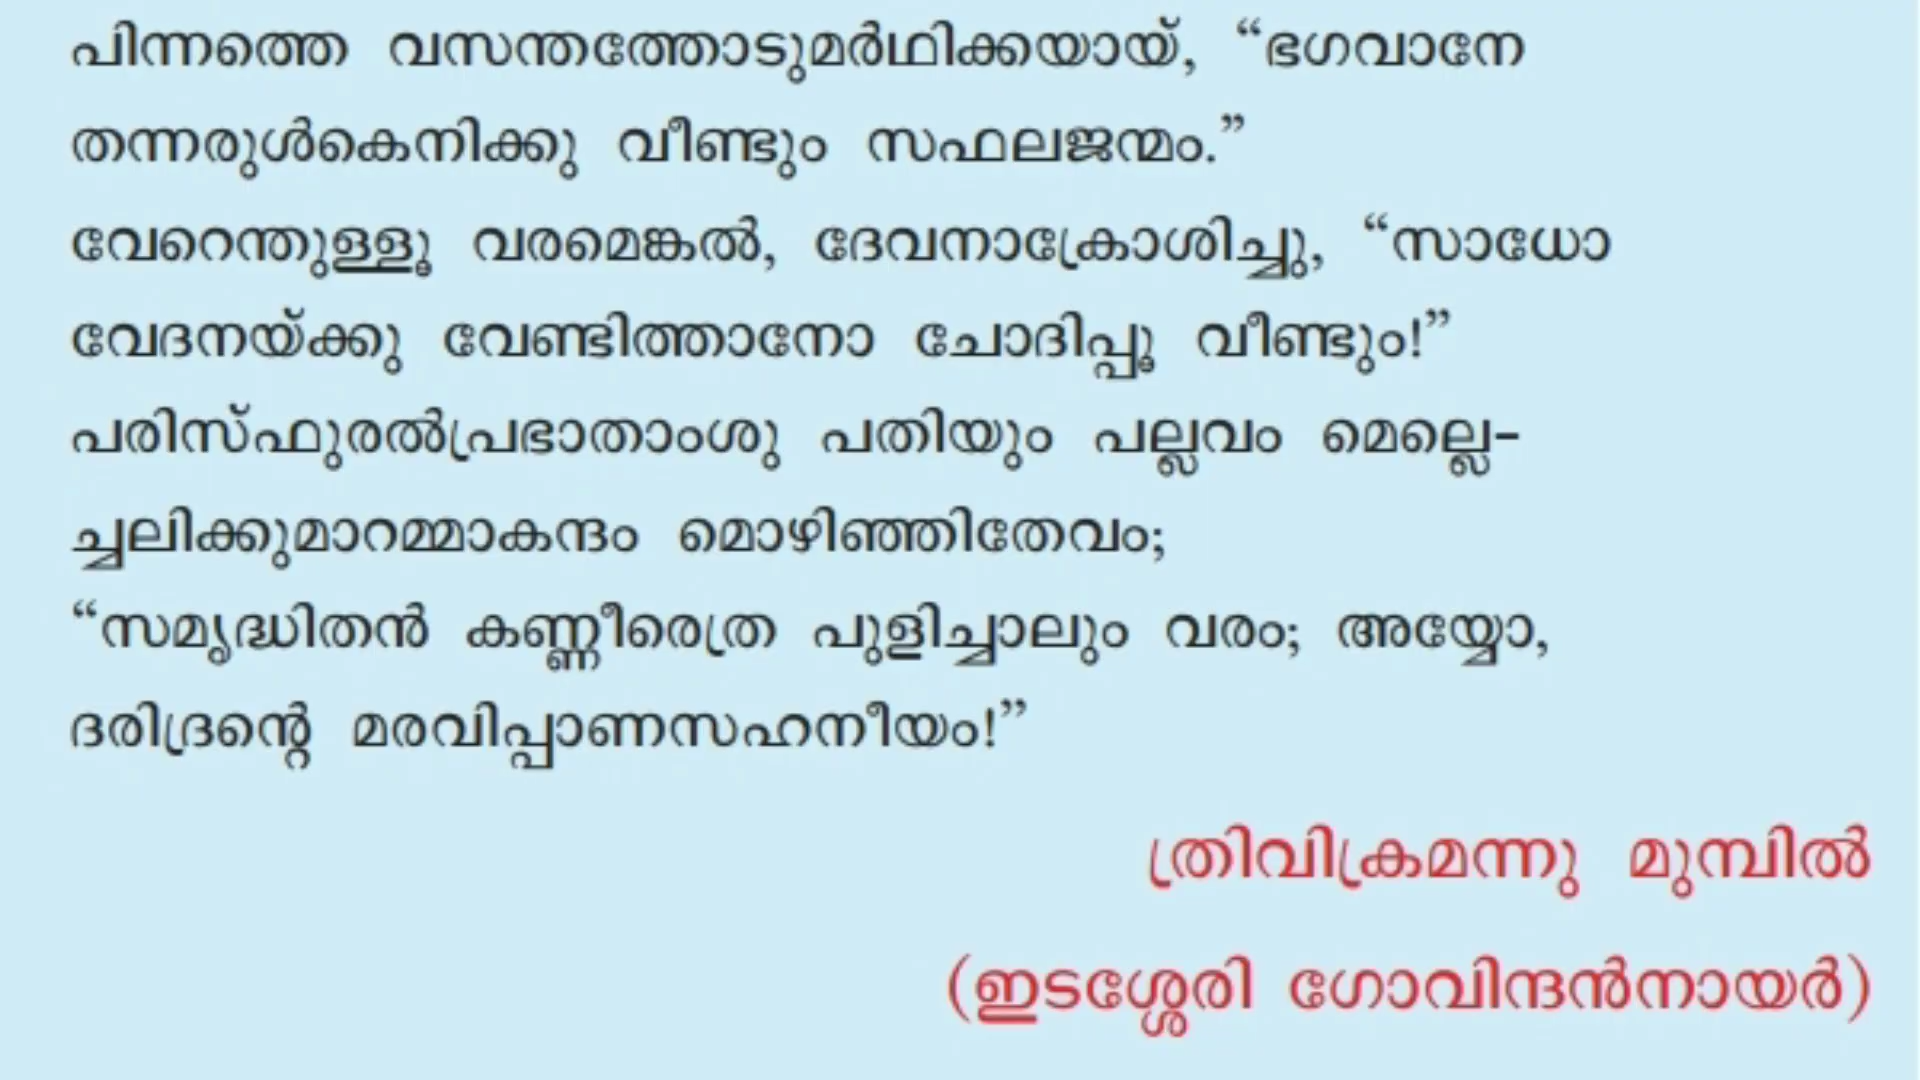 പിന്നത്തെ വസന്തത്തോടുമർഥിക്കയായ്, “ഭഗവാനേ
തന്നരുൾകെനിക്കു വീണ്ടും സഫലജന്മം.”
വേറെന്തുള്ളൂ വരമെങ്കൽ, ദേവനാക്രോശിച്ചു, “സാധോ
വേദനയ്ക്കു വേണ്ടിത്താനോ ചോദിപ്പൂ വീണ്ടും!”
പരിസ്ഫുരൽപ്രഭാതാംശു പതിയും പല്ലവം മെല്ലെ-
ച്ചലിക്കുമാറമ്മാകന്ദം മൊഴിഞ്ഞിതേവം;
“സമൃദ്ധിതൻ കണ്ണീരെത്ര പുളിച്ചാലും വരം; അയ്യോ,
ദരിദ്രന്റെ മരവിപ്പാണസഹനീയം!”
ത്രിവിക്രമന്നു മുമ്പിൽ
(ഇടശ്ശേരി ഗോവിന്ദൻനായർ)